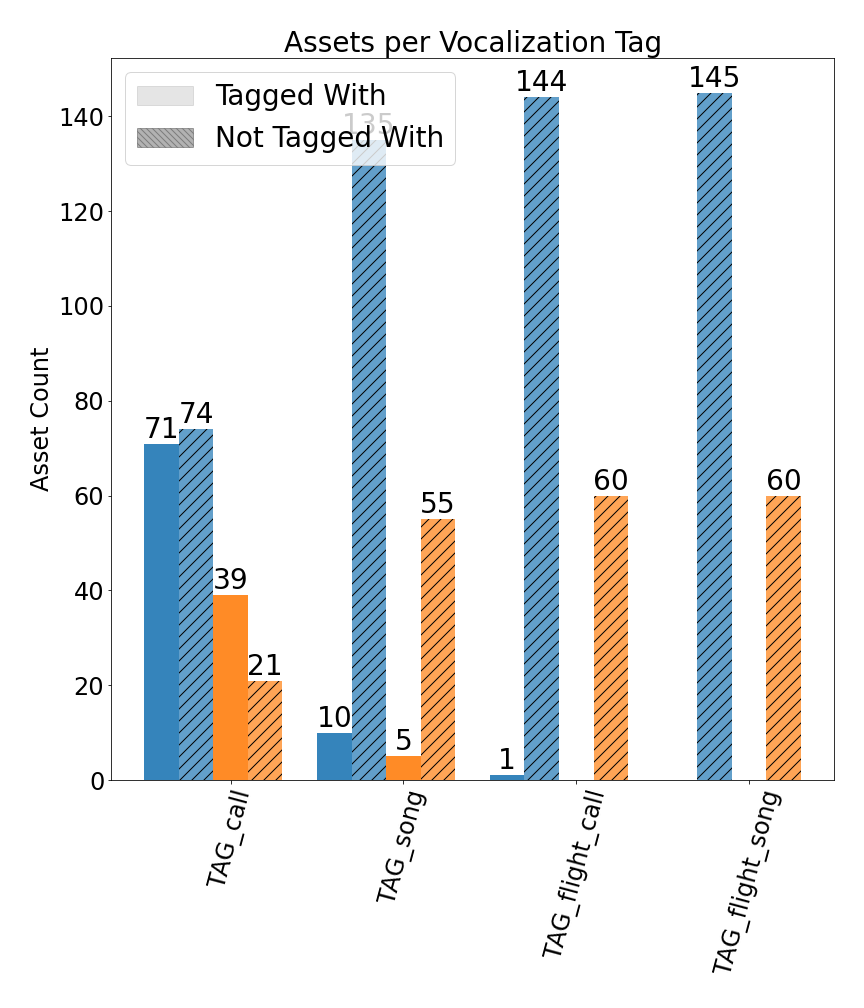 Assets per Vocalization Tag
Tagged With
Not Tagged With
Asset Count
140
120
100
80
60
40
20
0
71
74
39
21
10
135
5
55
1
144
60
145
60
TAG_call
TAG_song
TAG_flight_call
TAG_flight_song